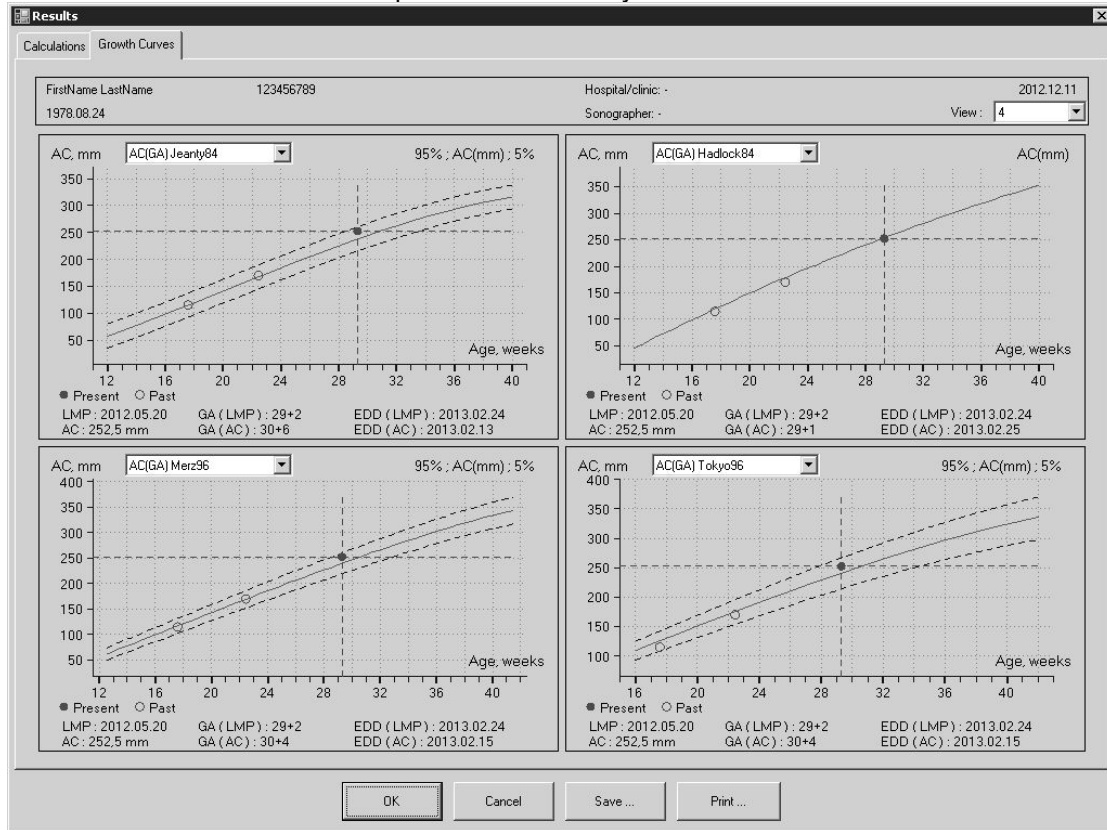 Results
Calculations Growth Curves
FirstName LastName 123456789 Hospital/clinic: - 2012.12.11
1978.08.24 Sonographer: - View : 4
AC, mm AC(GA) Jeanty84 95% ; AC(mm) ; 5%
350
300
250
200
150
100
50
Age, weeks
12 16 20 24 28 32 36 40
Present Past
LMP : 2012.05.20 GA ( LMP ) : 29+2 EDD ( LMP ) : 2013.02.24
AC : 252,5 mm GA ( AC ) : 30+6 EDD ( AC ) : 2013.02.13
AC, mm AC(GA) Hadlock84 AC(mm)
350
300
250
200
150
100
50
Age, weeks
12 16 20 24 28 32 36 40
Present Past
LMP : 2012.05.20 GA ( LMP ) : 29+2 EDD ( LMP ) : 2013.02.24
AC : 252,5 mm GA ( AC ) : 29+1 EDD ( AC ) : 2013.02.25
AC, mm AC(GA) Merz96 95% ; AC(mm) ; 5%
400
350
300
250
200
150
100
50
Age, weeks
12 16 20 24 28 32 36 40
Present Past
LMP : 2012.05.20 GA ( LMP ) : 29+2 EDD ( LMP ) : 2013.02.24
AC : 252,5 mm GA ( AC ) : 30+4 EDD ( AC ) : 2013.02.15
AC, mm AC(GA) Tokyo96 95% ; AC(mm) ; 5%
400
350
300
250
200
150
100
Age, weeks
16 20 24 28 32 36 40
Present Past
LMP : 2012.05.20 GA ( LMP ) : 29+2 EDD ( LMP ) : 2013.02.24
AC : 252,5 mm GA ( AC ) : 30+4 EDD ( AC ) : 2013.02.15
OK Cancel Save ... Print ...